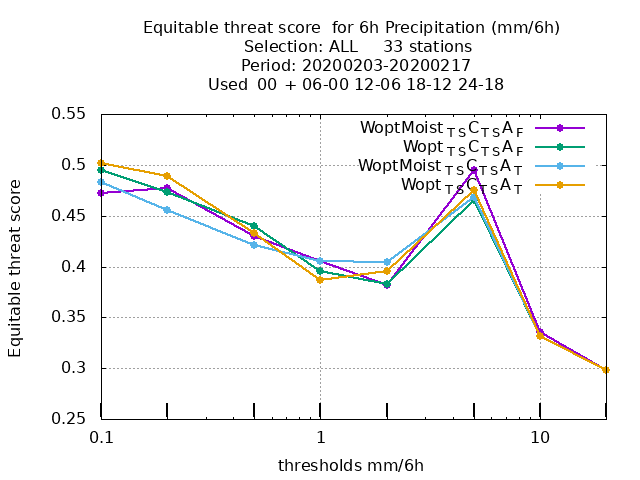 Equitable threat score for 6h Precipitation (mm/6h)
Selection: ALL 33 stations
Period: 20200203-20200217
Used 00 + 06-00 12-06 18-12 24-18
WoptMoist TS C TS A F
Wopt TS C TS A F
WoptMoist TS C TS A T
Wopt TS C TS A T
Equitable threat score
0.55
0.5
0.45
0.4
0.35
0.3
0.25
0.1 1 10
thresholds mm/6h